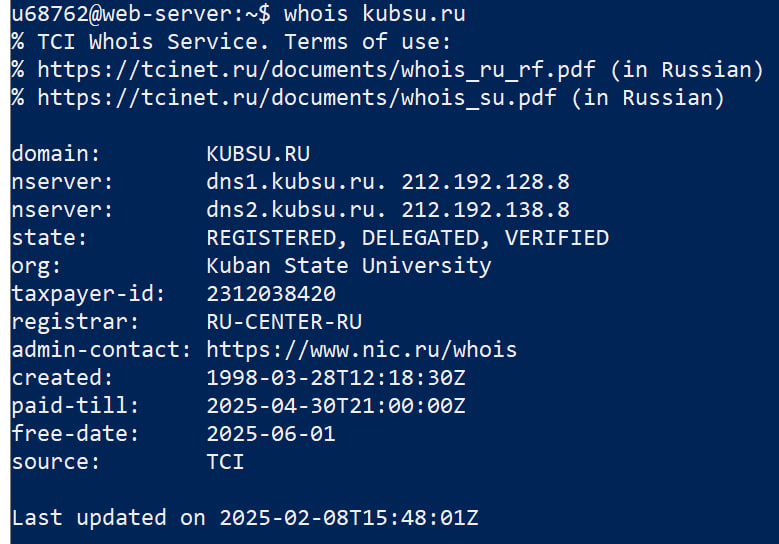 u68762@web-server:~$ whois kubsu.ru
% TCI Whois Service. Terms of use:
% https://tcinet.ru/documents/whois_ru_rf.pdf (in Russian)
% https://tcinet.ru/documents/whois_su.pdf (in Russian)
domain: KUBSU.RU
nserver: dns1.kubsu.ru. 212.192.128.8
nserver: dns2.kubsu.ru. 212.192.138.8
state: REGISTERED, DELEGATED, VERIFIED
org: Kuban State University
taxpayer-id: 2312038420
registrar: RU-CENTER-RU
admin-contact: https://www.nic.ru/whois
created: 1998-03-28T12:18:30Z
paid-till: 2025-04-30T21:00:00Z
free-date: 2025-06-01
source: TCI
Last updated on 2025-02-08T15:48:01Z